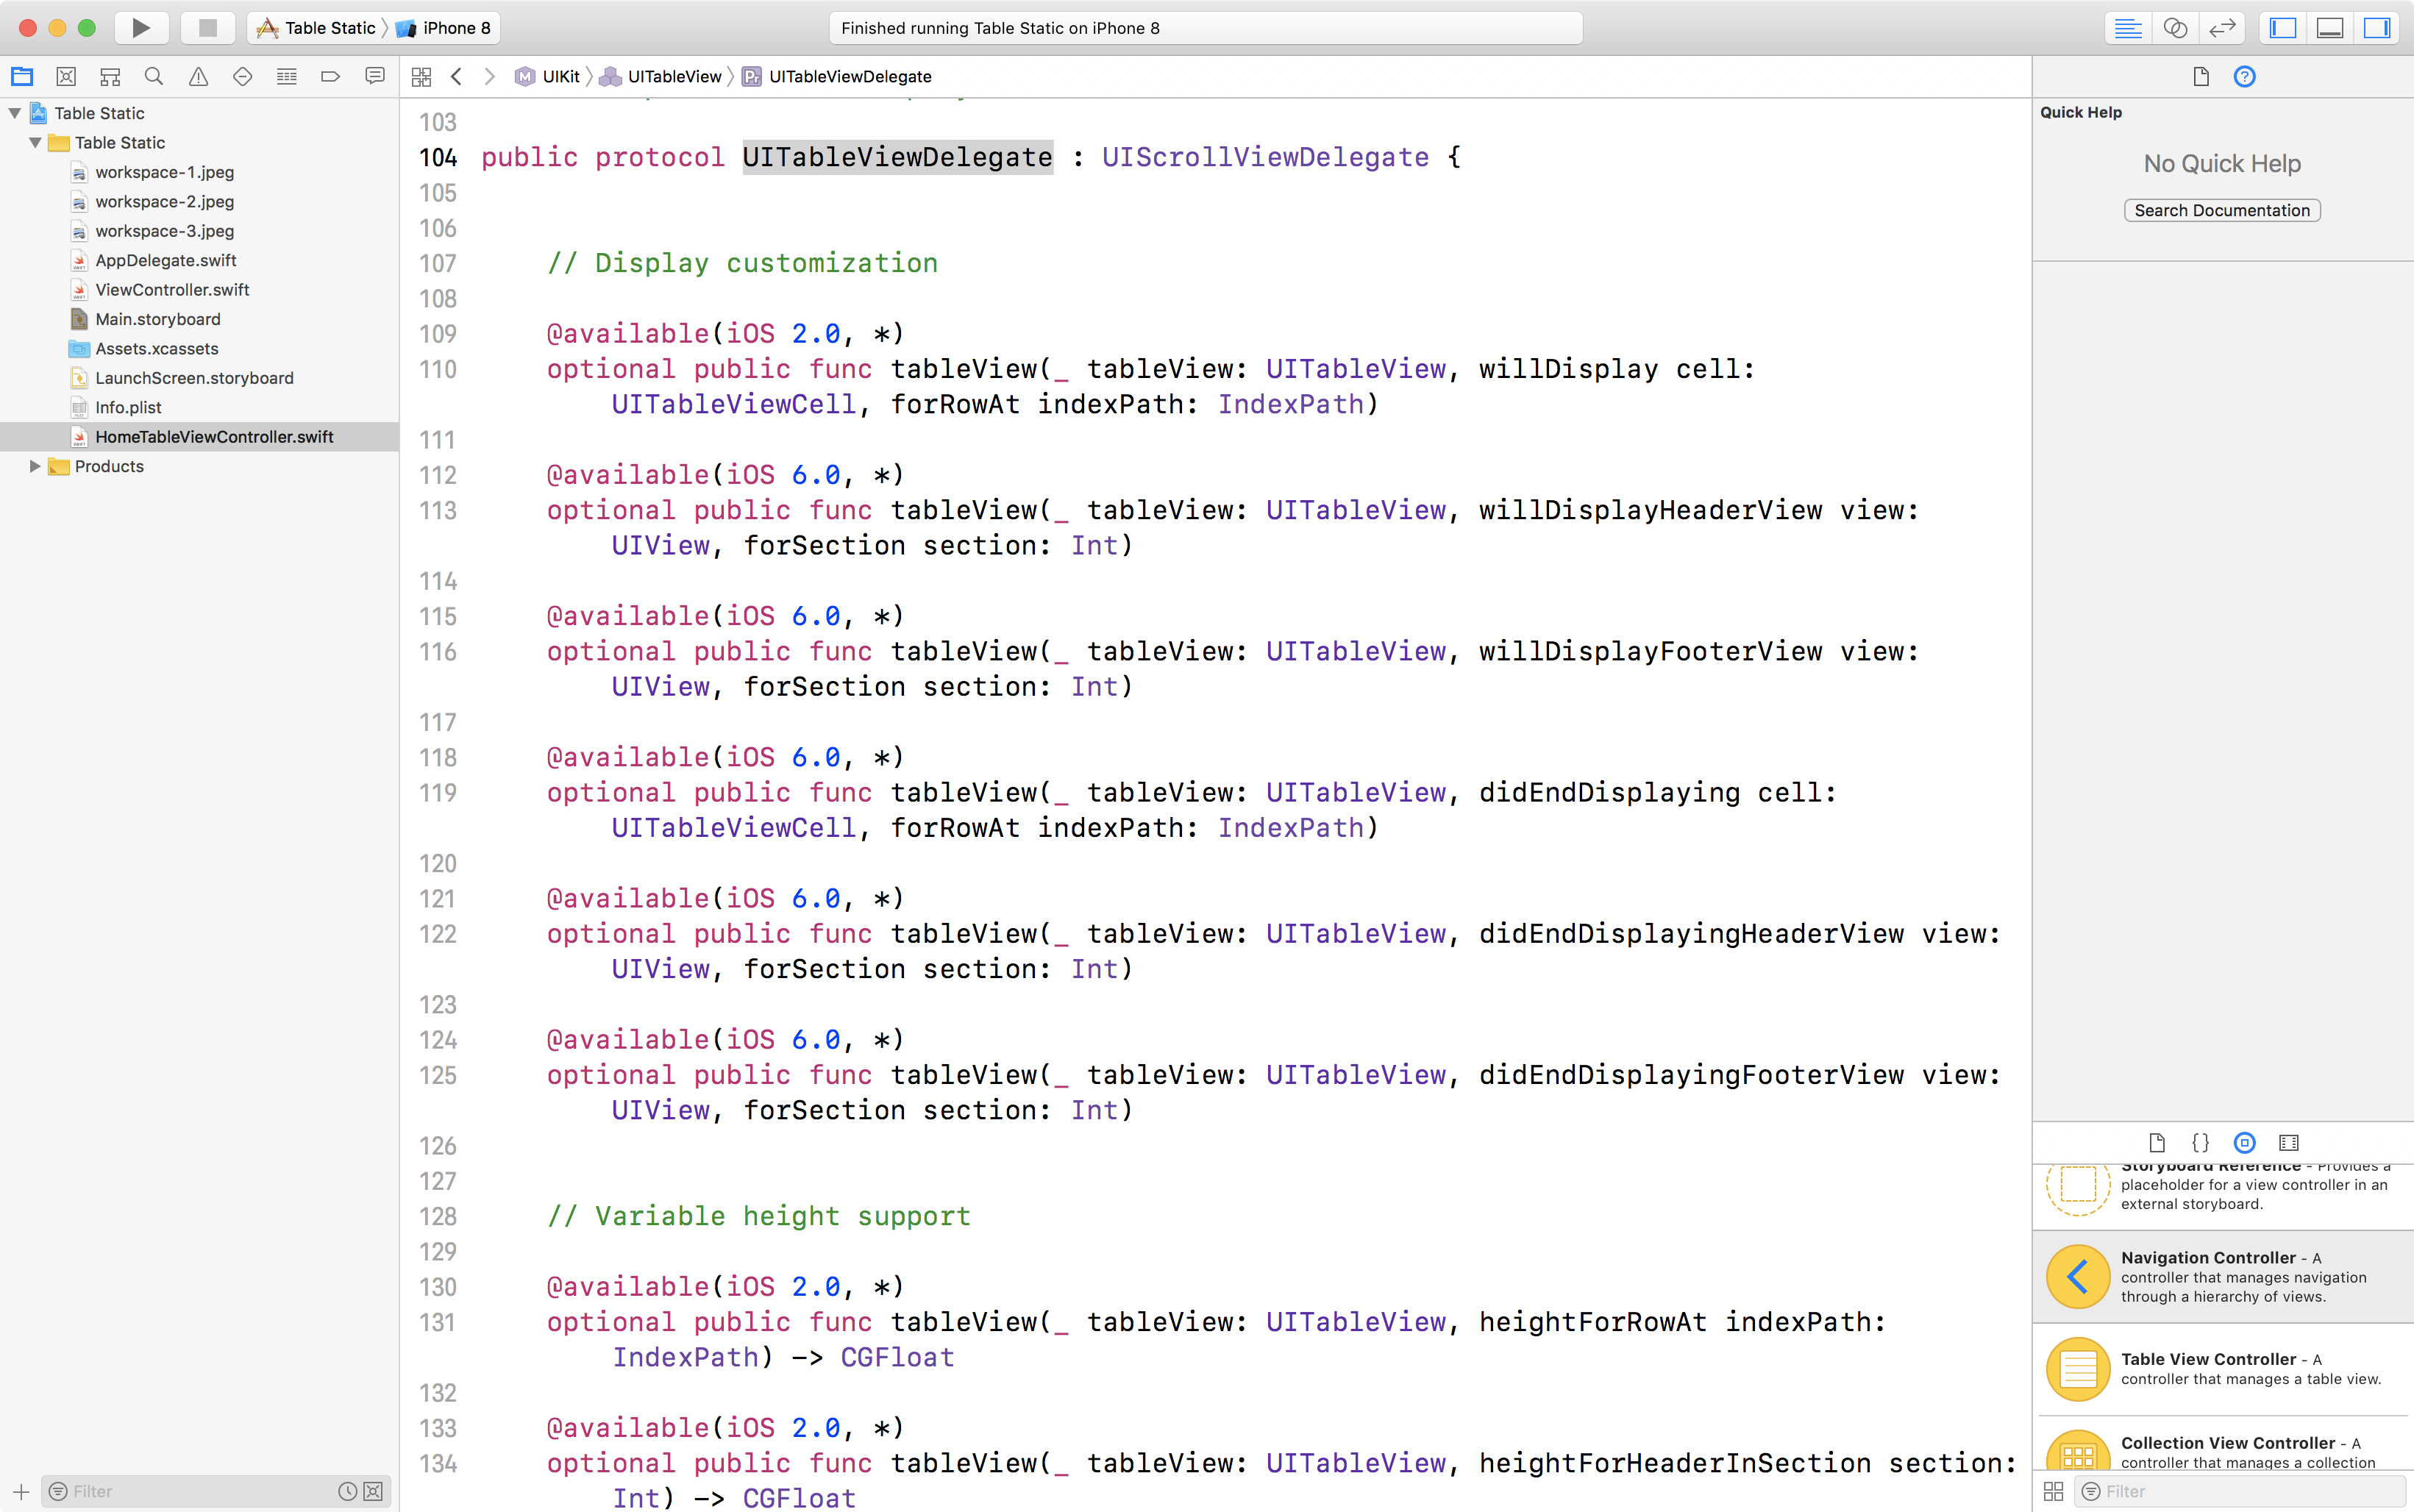 Table Static
iPhone 8
Finished running Table Static on iPhone 8
UIKit
UITableView
Pr
UITableViewDelegate
Table Static
Table Static
workspace-1.jpeg
workspace-2.jpeg
workspace-3.jpeg
AppDelegate.swift
ViewController.swift
Main.storyboard
Assets.xcassets
LaunchScreen.storyboard
Info.plist
HomeTableViewController.swift
Products
Filter
103
104 public protocol UITableViewDelegate : UIScrollViewDelegate {
105
106
107 // Display customization
108
109 @available(iOS 2.0, *)
110 optional public func tableView(_ tableView: UITableView, willDisplay cell:
UITableViewCell, forRowAt indexPath: IndexPath)
111
112 @available(iOS 6.0, *)
113 optional public func tableView(_ tableView: UITableView, willDisplayHeaderView view:
UIView, forSection section: Int)
114
115 @available(iOS 6.0, *)
116 optional public func tableView(_ tableView: UITableView, willDisplayFooterView view:
UIView, forSection section: Int)
117
118 @available(iOS 6.0, *)
119 optional public func tableView(_ tableView: UITableView, didEndDisplaying cell:
UITableViewCell, forRowAt indexPath: IndexPath)
120
121 @available(iOS 6.0, *)
122 optional public func tableView(_ tableView: UITableView, didEndDisplayingHeaderView view:
UIView, forSection section: Int)
123
124 @available(iOS 6.0, *)
125 optional public func tableView(_ tableView: UITableView, didEndDisplayingFooterView view:
UIView, forSection section: Int)
126
127
128 // Variable height support
129
130 @available(iOS 2.0, *)
131 optional public func tableView(_ tableView: UITableView, heightForRowAt indexPath:
IndexPath) -> CGFloat
132
133 @available(iOS 2.0, *)
134 optional public func tableView(_ tableView: UITableView, heightForHeaderInSection section:
Int) -> CGFloat
Quick Help
No Quick Help
Search Documentation
Storyboard Reference - Provides a
placeholder for a view controller in an
external storyboard.
Navigation Controller - A
controller that manages navigation
through a hierarchy of views.
Table View Controller - A
controller that manages a table view.
Collection View Controller - A
controller that manages a collection
Filter